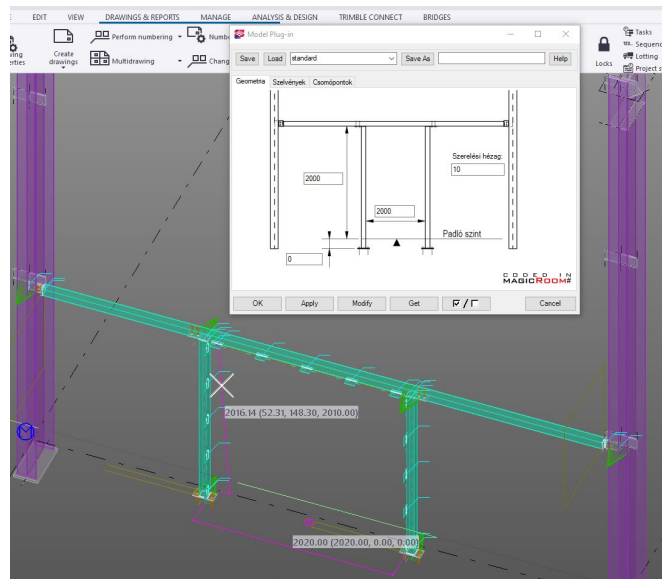 EDIT VIEW DRAWINGS & REPORTS MANAGE ANALYSIS & DESIGN TRIMBLE CONNECT BRIDGES
Create
drawings
Perform numbering
Multidrawing
Chang
Locks
Tasks
Sequenc
Lotting
Project s
Model Plug-in
Save Load standard Save As Help
Geometria Szelvények Csomópontok
Szerelési hézag:
10
2000
2000
Padló szint
0
CODED IN
MAGICROOM#
OK Apply Modify Get Cancel
2016.14 (52.31, 148.30, 2010.00)
2020.00 (2020.00, 0.00, 0.00)